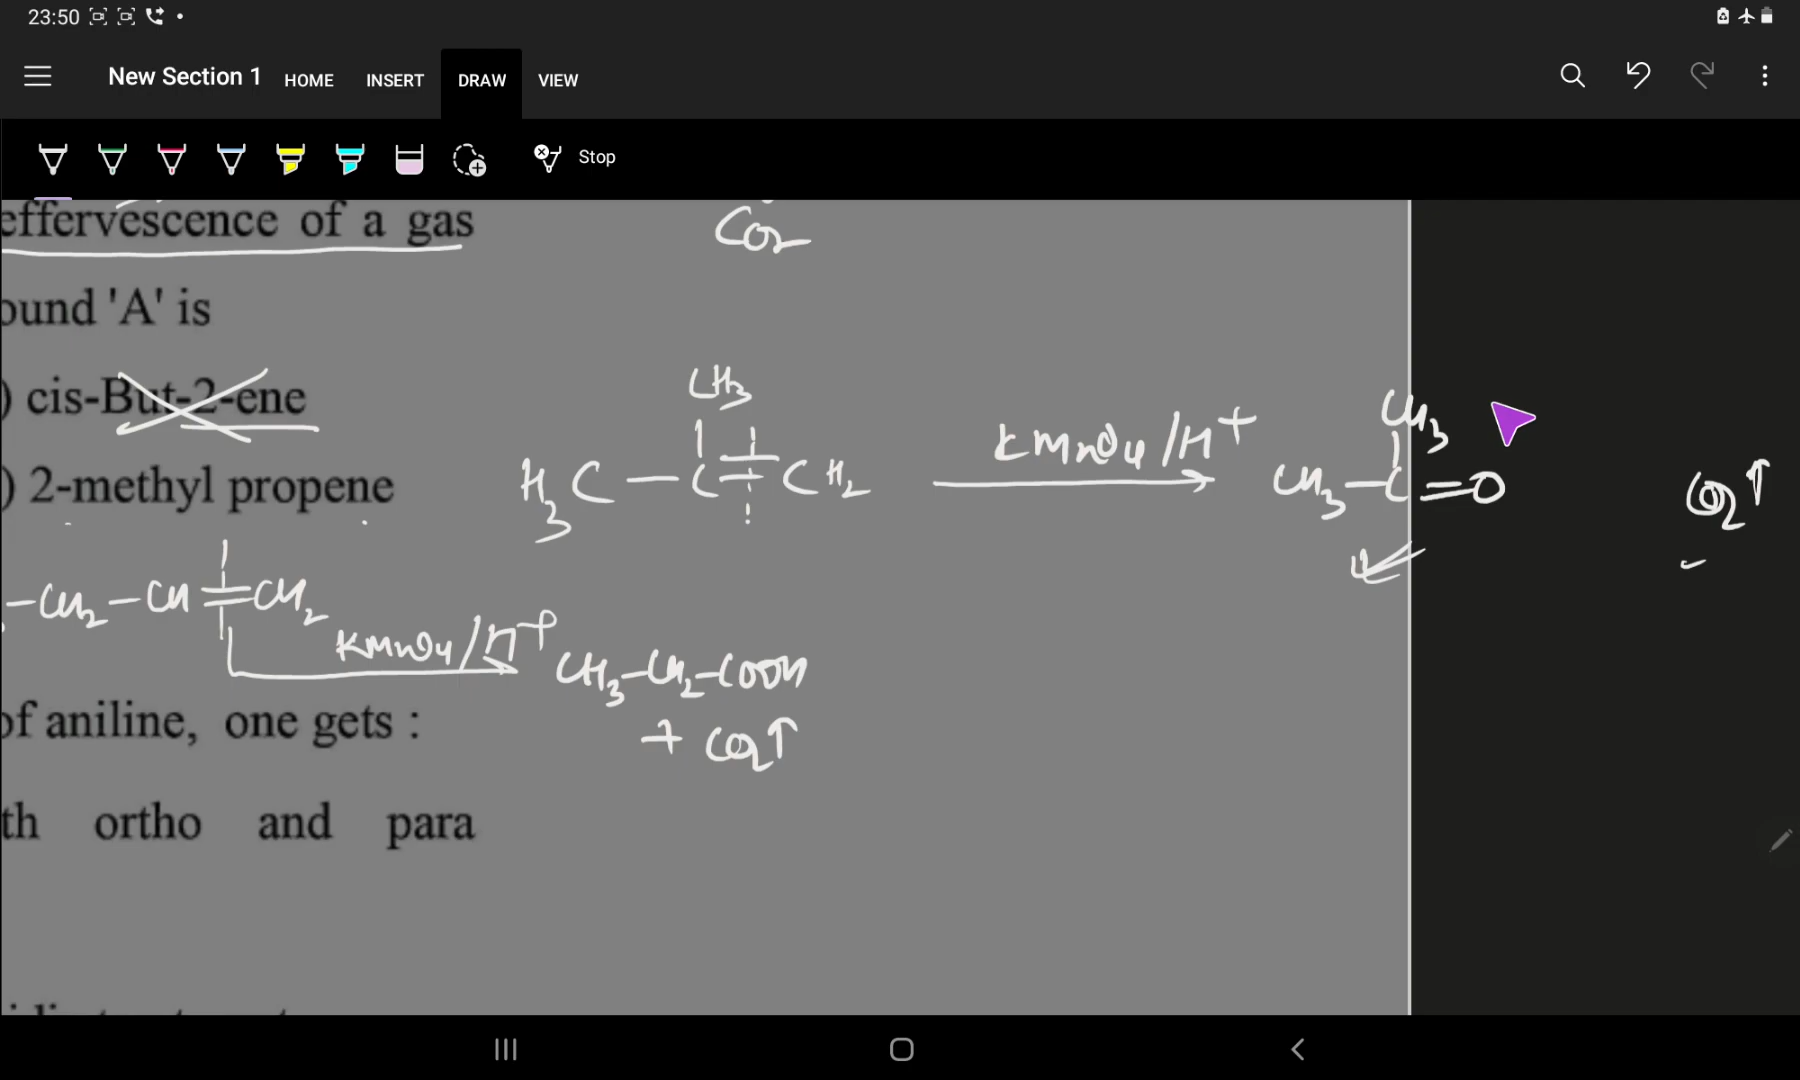 23:50
New Section 1 HOME INSERT DRAW VIEW
Stop
effervescence of a gas
CO2
ound 'A' is
) cis-But-2-ene
CH3
H3C — C = CH2
KMnO4/H+
CH3
CH3—C=O
CO2↑
) 2-methyl propene
–CH2–CH=CH2
KMnO4/H+
CH3–CH2–COOH
+ CO2↑
of aniline, one gets :
th ortho and para